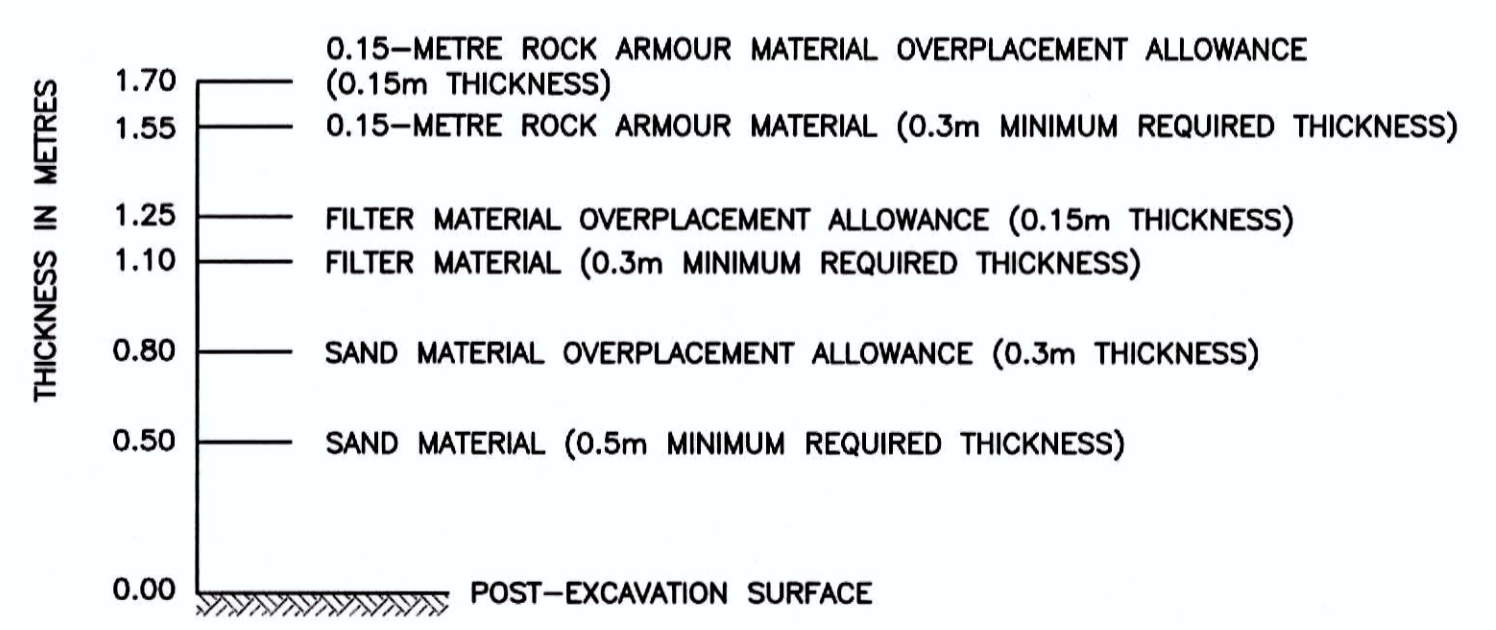 0.15-METRE ROCK ARMOUR MATERIAL OVERPLACEMENT ALLOWANCE
1.70 (0.15m THICKNESS)
1.55 0.15-METRE ROCK ARMOUR MATERIAL (0.3m MINIMUM REQUIRED THICKNESS)
1.25 FILTER MATERIAL OVERPLACEMENT ALLOWANCE (0.15m THICKNESS)
1.10 FILTER MATERIAL (0.3m MINIMUM REQUIRED THICKNESS)
0.80 SAND MATERIAL OVERPLACEMENT ALLOWANCE (0.3m THICKNESS)
0.50 SAND MATERIAL (0.5m MINIMUM REQUIRED THICKNESS)
0.00 POST-EXCAVATION SURFACE
THICKNESS IN METRES